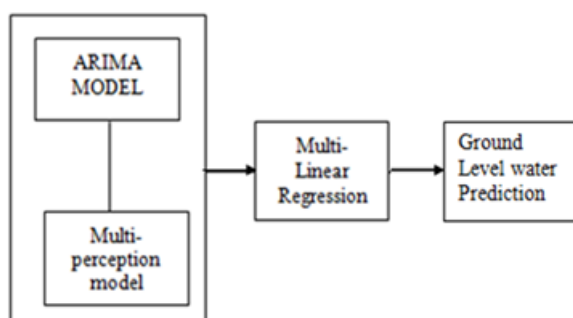 ARIMA
MODEL
Multi-
perception
model
Multi-
Linear
Regression
Ground
Level water
Prediction